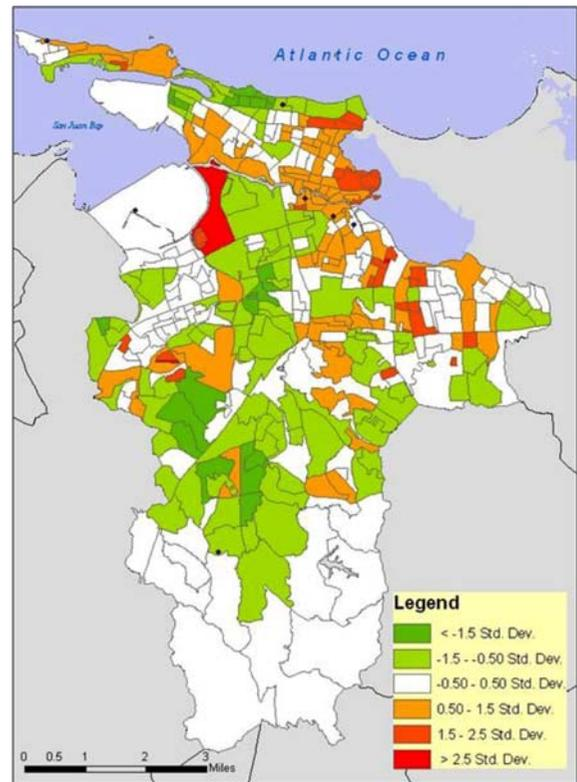 Atlantic Ocean
San Juan Bay
Legend
< -1.5 Std. Dev.
-1.5 - -0.50 Std. Dev.
-0.50 - 0.50 Std. Dev.
0.50 - 1.5 Std. Dev.
1.5 - 2.5 Std. Dev.
> 2.5 Std. Dev.
0 0.5 1 2 3
Miles